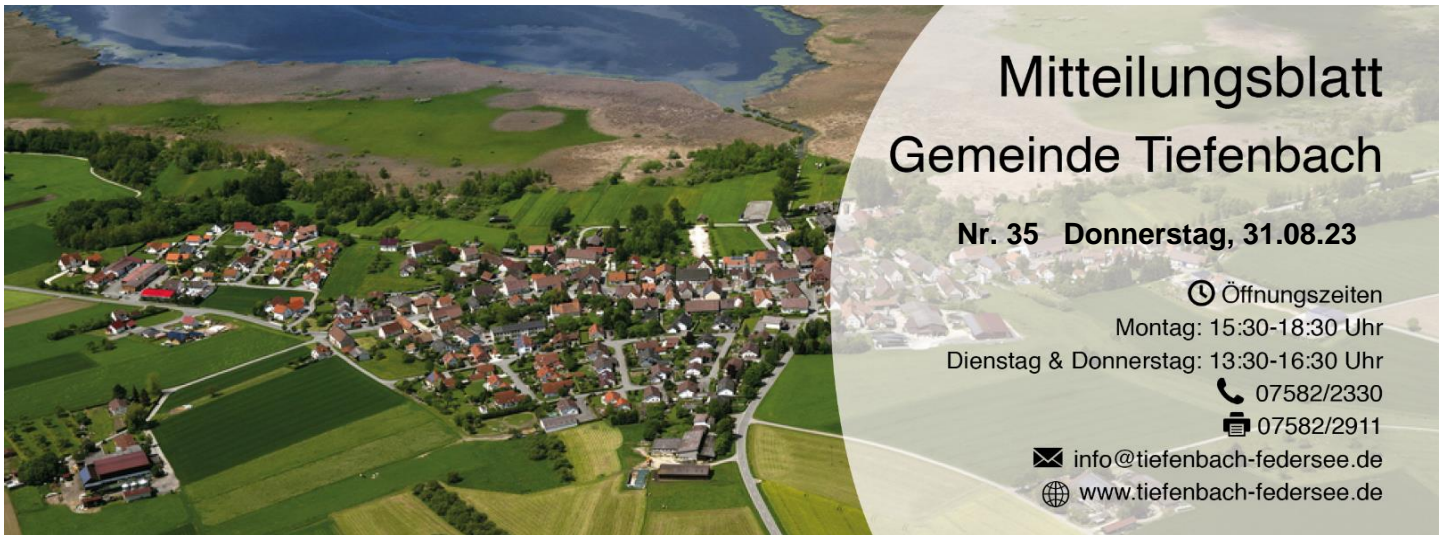 Mitteilungsblatt
Gemeinde Tiefenbach
Nr. 35 Donnerstag, 31.08.23
Öffnungszeiten
Montag: 15:30-18:30 Uhr
Dienstag & Donnerstag: 13:30-16:30 Uhr
07582/2330
07582/2911
info@tiefenbach-federsee.de
www.tiefenbach-federsee.de